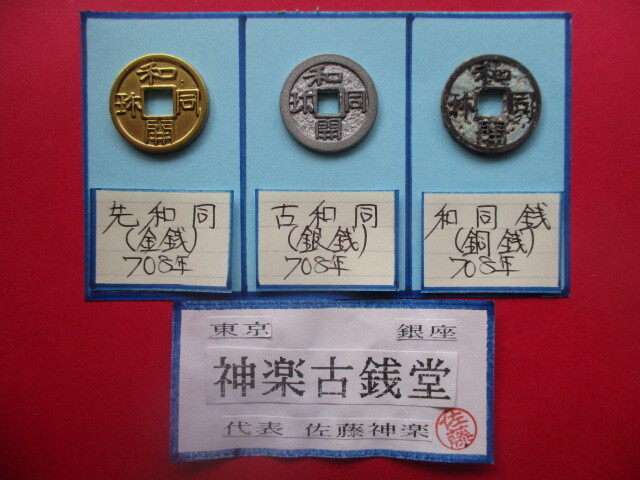 和同開珎
和同開珎
和同開珎
先和同
(金銭)
708年
古和同
(銀銭)
708年
和同銭
(銅銭)
708年
東京 銀座
神楽古銭堂
代表 佐藤神楽
佐藤